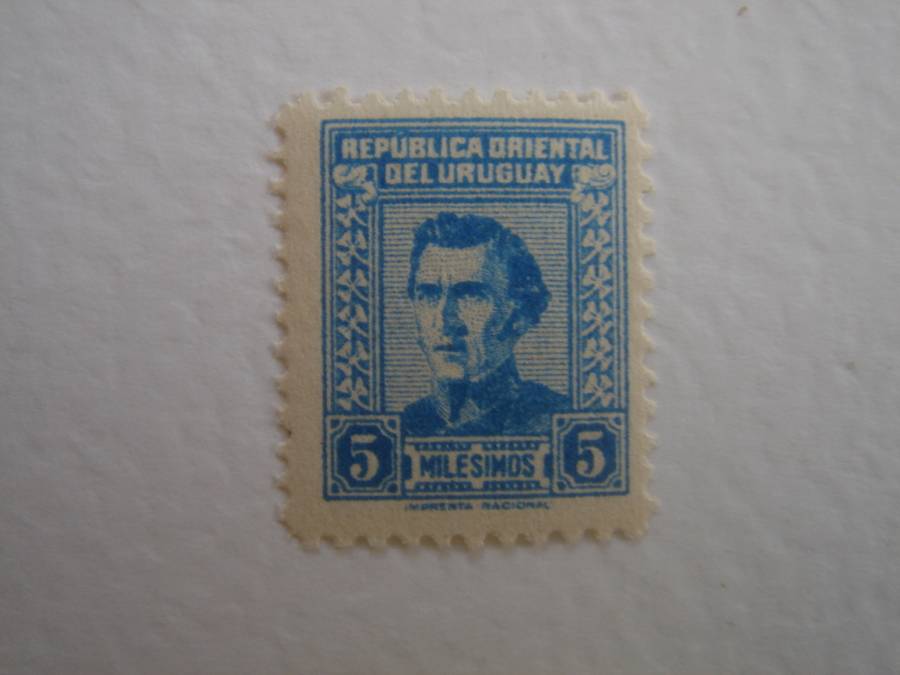 REPUBLICA ORIENTAL
DEL URUGUAY
5 MILESIMOS 5
IMPRENTA NACIONAL